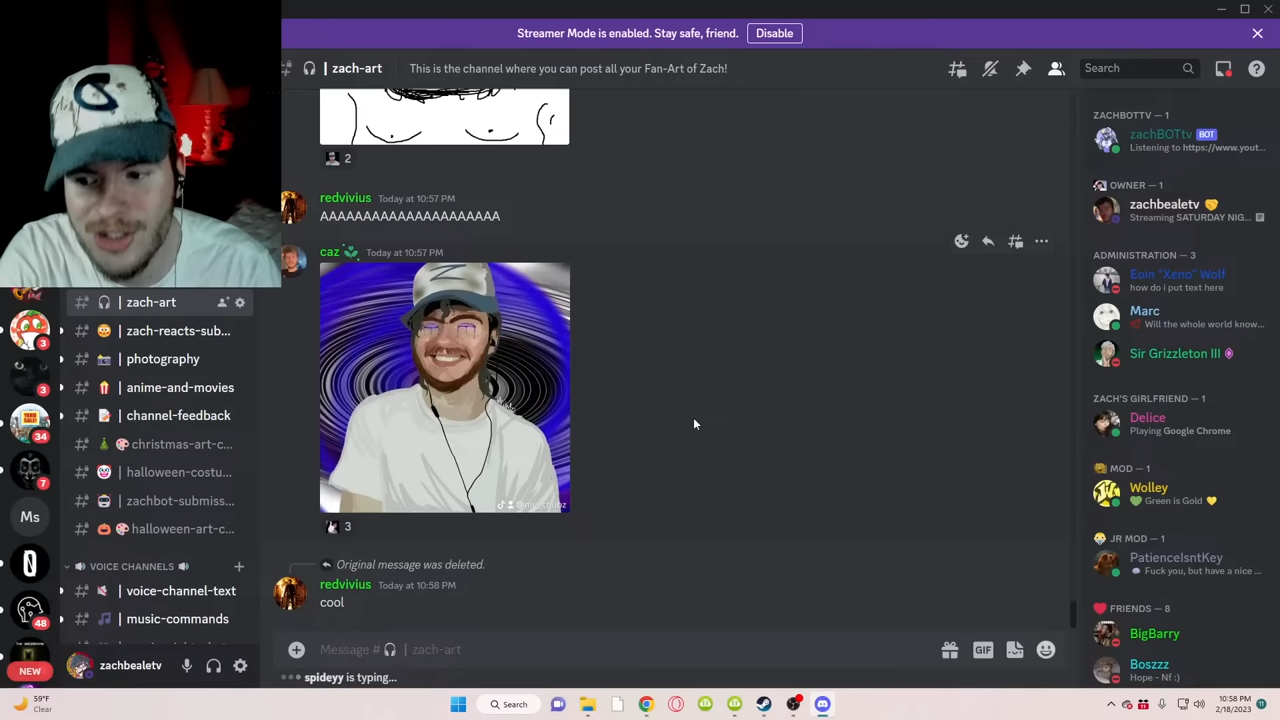 Streamer Mode is enabled. Stay safe, friend.
Disable
zach-art
This is the channel where you can post all your Fan-Art of Zach!
Search
2
redvivius Today at 10:57 PM
AAAAAAAAAAAAAAAAAAAAA
caz Today at 10:57 PM
3
Original message was deleted.
redvivius Today at 10:58 PM
cool
Message # | zach-art
GIF
spideyy is typing...
| zach-art
| zach-reacts-sub...
| photography
| anime-and-movies
| channel-feedback
| christmas-art-c...
| halloween-costu...
| zachbot-submiss...
| halloween-art-c...
VOICE CHANNELS
| voice-channel-text
| music-commands
3
3
34
7
Ms
48
NEW
zachbealetv
ZACHBOTTV — 1
zachBOTtv BOT
Listening to https://www.yout...
OWNER — 1
zachbealetv
Streaming SATURDAY NIG...
ADMINISTRATION — 3
Eoin "Xeno" Wolf
how do i put text here
Marc
Will the whole world know...
Sir Grizzleton III
ZACH'S GIRLFRIEND — 1
Delice
Playing Google Chrome
MOD — 1
Wolley
Green is Gold
JR MOD — 1
PatienceIsntKey
Fuck you, but have a nice ...
FRIENDS — 8
BigBarry
Boszzz
Hope - Nf :)
59°F
Clear
Search
10:58 PM
2/18/2023